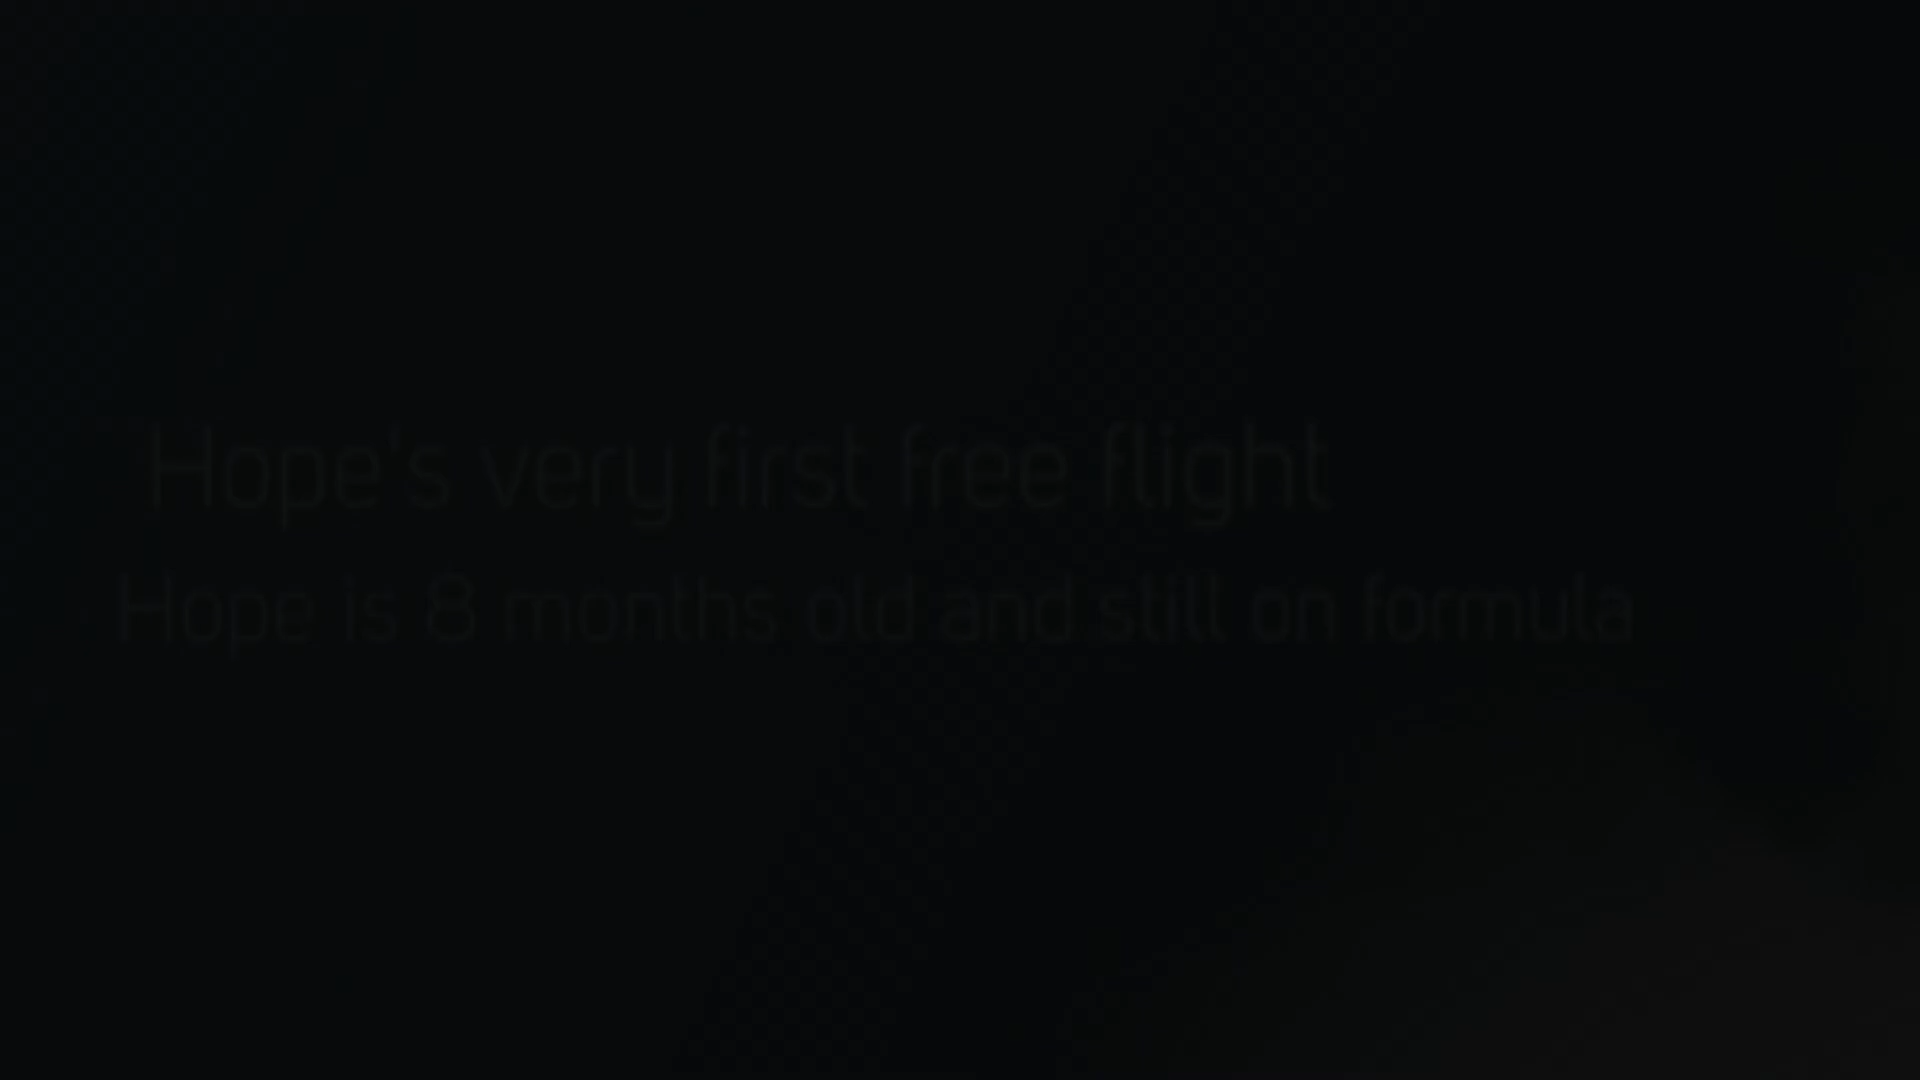 Hope's very first free flight
Hope is 8 months old and still on formula